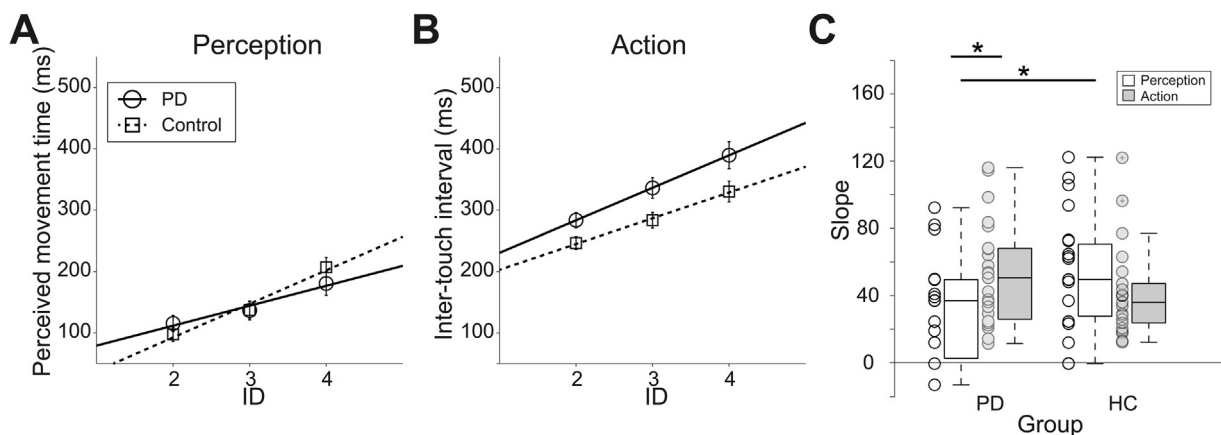 A
Perception
Perceived movement time (ms)
500
400
300
200
100
PD
Control
2
3
4
ID
B
Action
Inter-touch interval (ms)
500
400
300
200
100
2
3
4
ID
C
*
*
Perception
Action
Slope
160
120
80
40
0
PD
HC
Group